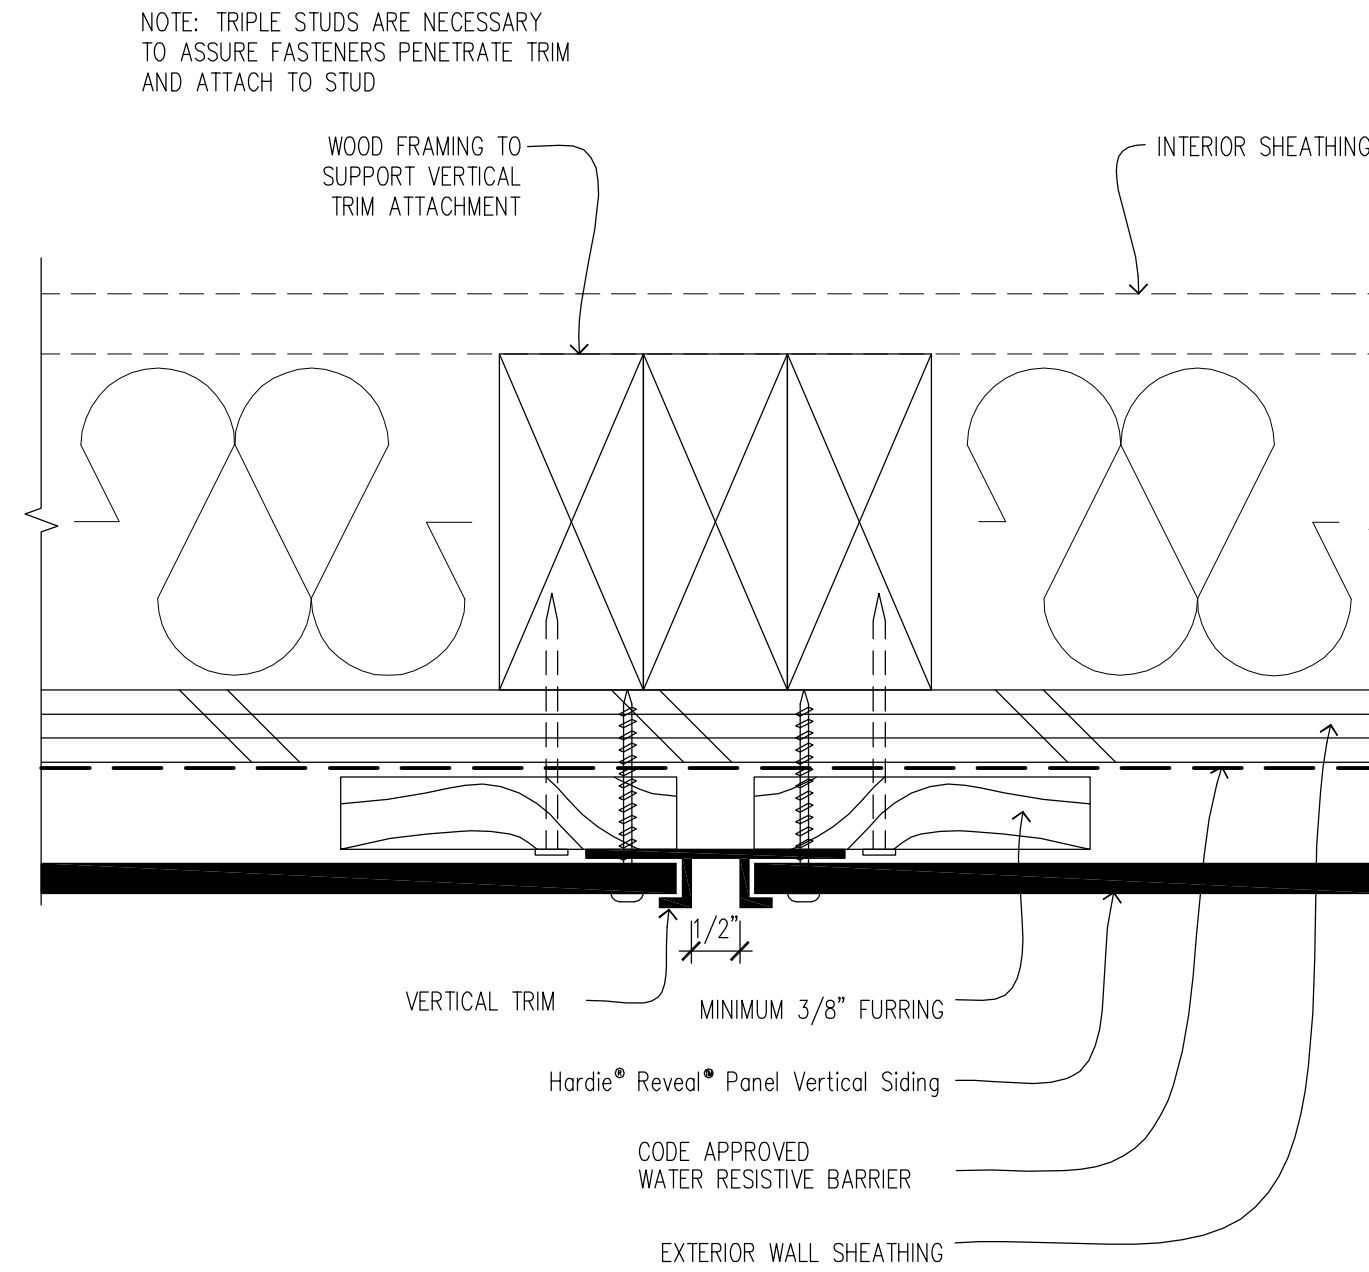 NOTE: TRIPLE STUDS ARE NECESSARY
TO ASSURE FASTENERS PENETRATE TRIM
AND ATTACH TO STUD
WOOD FRAMING TO
SUPPORT VERTICAL
TRIM ATTACHMENT
INTERIOR SHEATHING
1/2"
VERTICAL TRIM
MINIMUM 3/8" FURRING
Hardie® Reveal™ Panel Vertical Siding
CODE APPROVED
WATER RESISTIVE BARRIER
EXTERIOR WALL SHEATHING